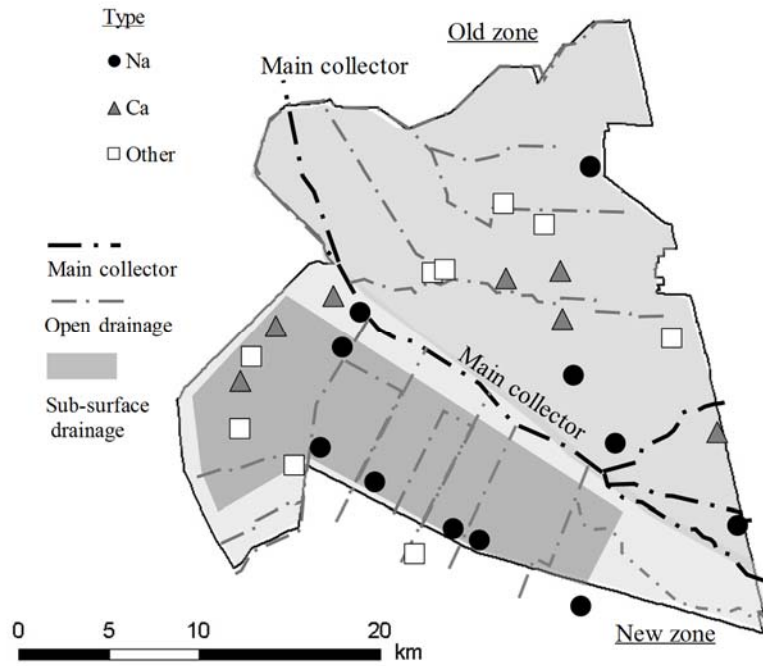 Type
Na
Ca
Other
Main collector
Open drainage
Sub-surface
drainage
Old zone
Main collector
Main collector
New zone
0 5 10 20
km